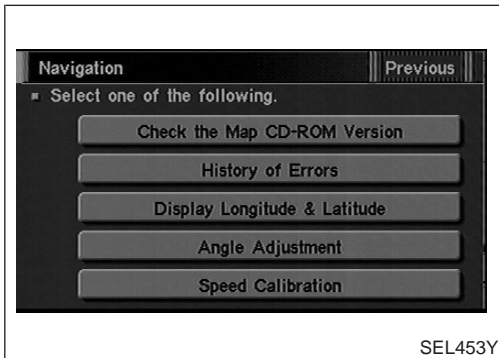 Navigation Previous
Select one of the following.
Check the Map CD-ROM Version
History of Errors
Display Longitude & Latitude
Angle Adjustment
Speed Calibration
SEL453Y